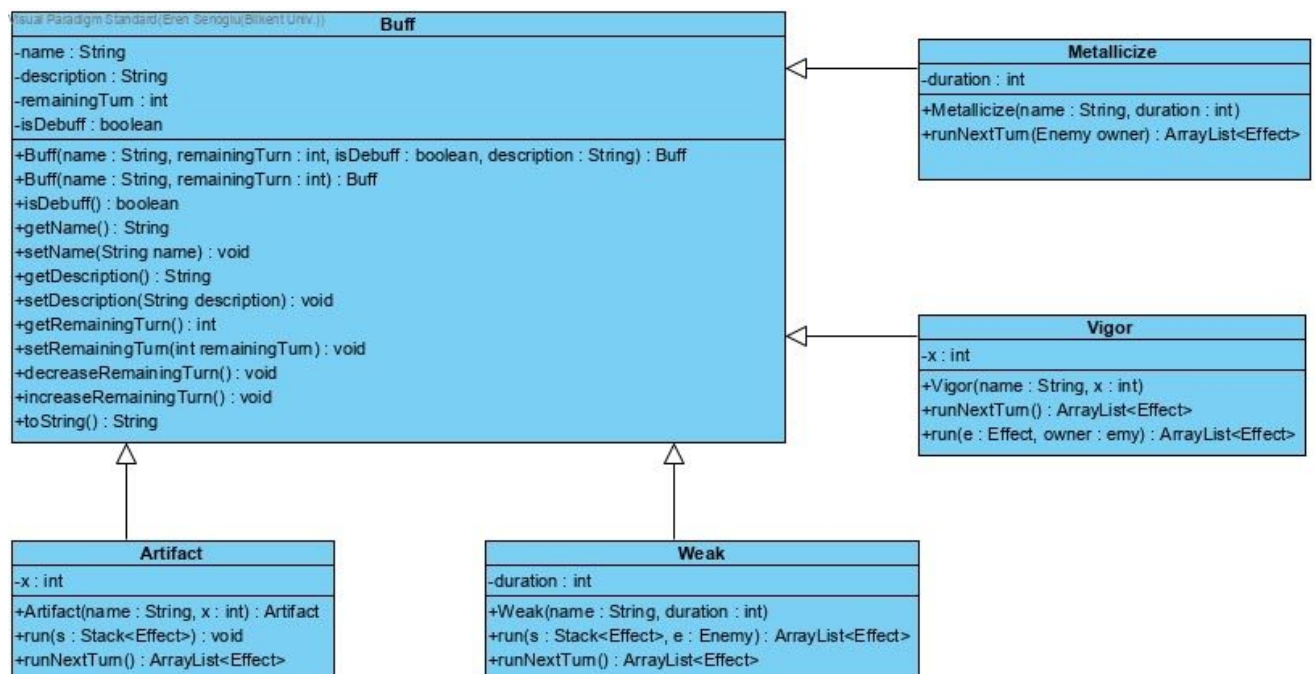 Visual Paradigm Standard(Eren Senoglu(Bilkent Univ.))
Buff
-name : String
-description : String
-remainingTurn : int
-isDebuff : boolean
+Buff(name : String, remainingTurn : int, isDebuff : boolean, description : String) : Buff
+Buff(name : String, remainingTurn : int) : Buff
+isDebuff() : boolean
+getName() : String
+setName(String name) : void
+getDescription() : String
+setDescription(String description) : void
+getRemainingTurn() : int
+setRemainingTurn(int remainingTurn) : void
+decreaseRemainingTurn() : void
+increaseRemainingTurn() : void
+toString() : String
Metallicize
-duration : int
+Metallicize(name : String, duration : int)
+runNextTurn(Enemy owner) : ArrayList<Effect>
Vigor
-x : int
+Vigor(name : String, x : int)
+runNextTurn() : ArrayList<Effect>
+run(e : Effect, owner : emy) : ArrayList<Effect>
Artifact
-x : int
+Artifact(name : String, x : int) : Artifact
+run(s : Stack<Effect>) : void
+runNextTurn() : ArrayList<Effect>
Weak
-duration : int
+Weak(name : String, duration : int)
+run(s : Stack<Effect>, e : Enemy) : ArrayList<Effect>
+runNextTurn() : ArrayList<Effect>